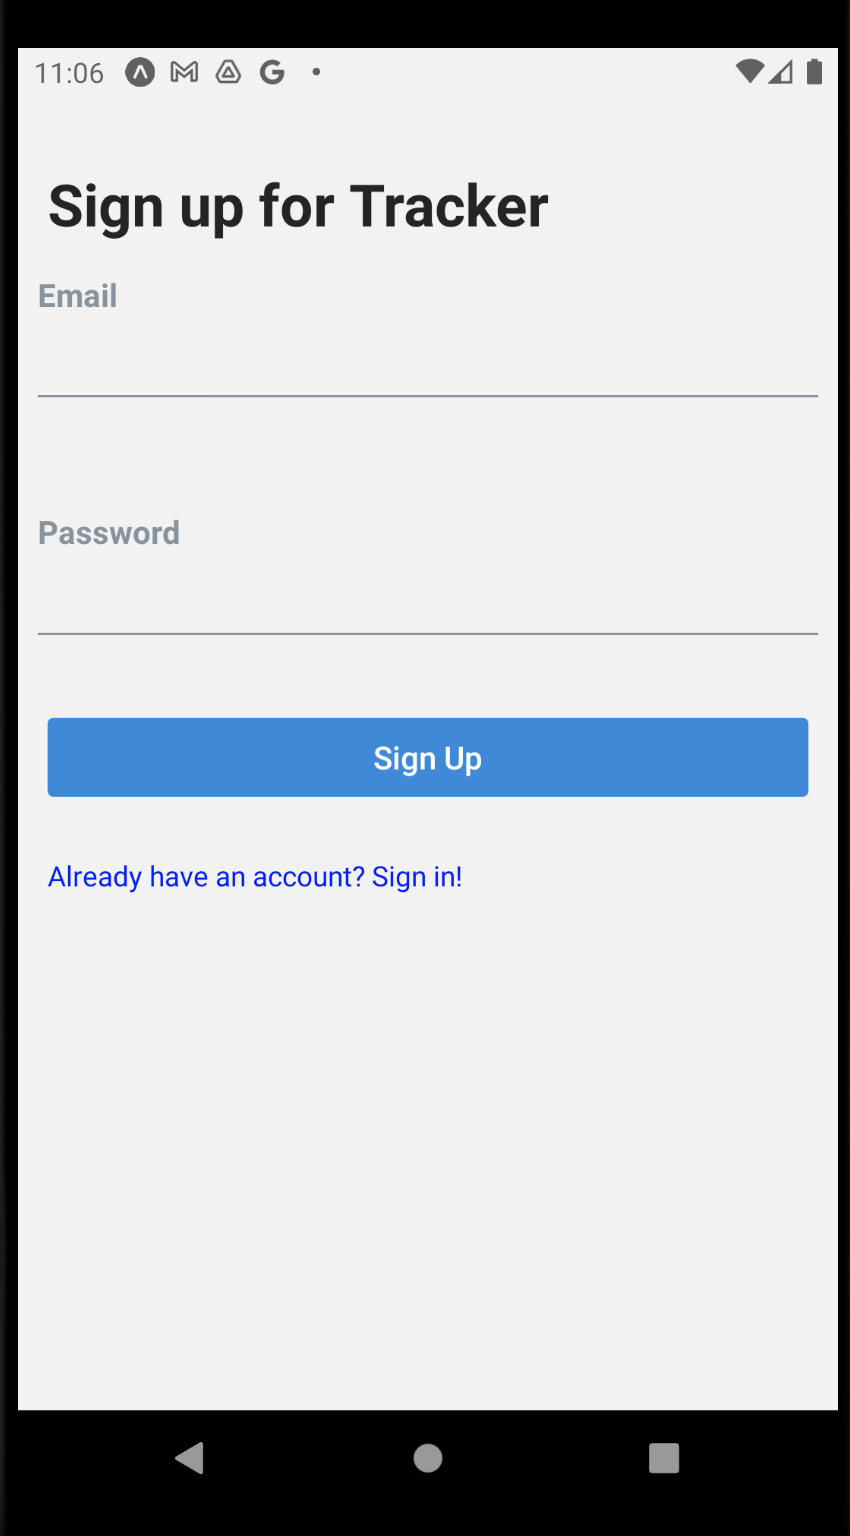 11:06
Sign up for Tracker
Email
Password
Sign Up
Already have an account? Sign in!